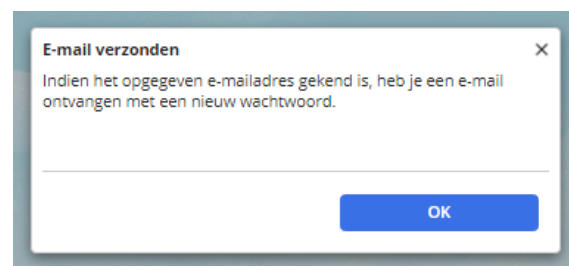 E-mail verzonden
Indien het opgegeven e-mailadres gekend is, heb je een e-mail
ontvangen met een nieuw wachtwoord.
OK